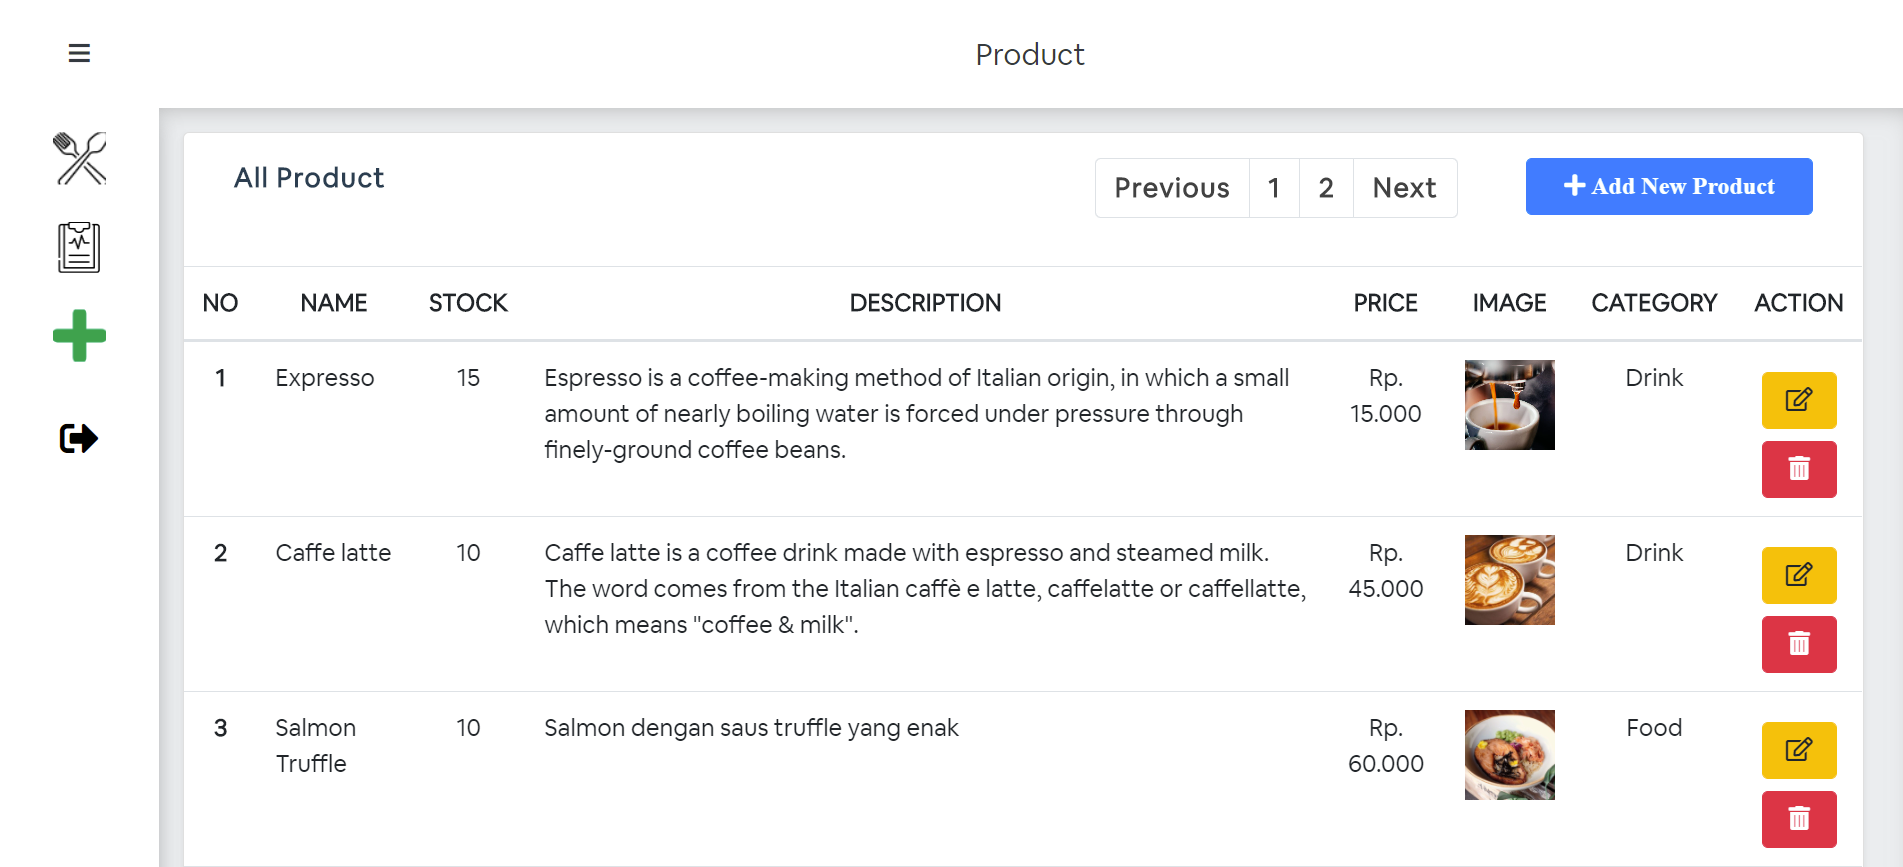 Product
All Product
Previous 1 2 Next
Add New Product
NO NAME STOCK DESCRIPTION PRICE IMAGE CATEGORY ACTION
1 Expresso 15 Espresso is a coffee-making method of Italian origin, in which a small Rp. Drink
amount of nearly boiling water is forced under pressure through 15.000
finely-ground coffee beans.
2 Caffe latte 10 Caffe latte is a coffee drink made with espresso and steamed milk. Rp. Drink
The word comes from the Italian caffè e latte, caffelatte or caffellatte, 45.000
which means "coffee & milk".
3 Salmon 10 Salmon dengan saus truffle yang enak Rp. Food
Truffle 60.000